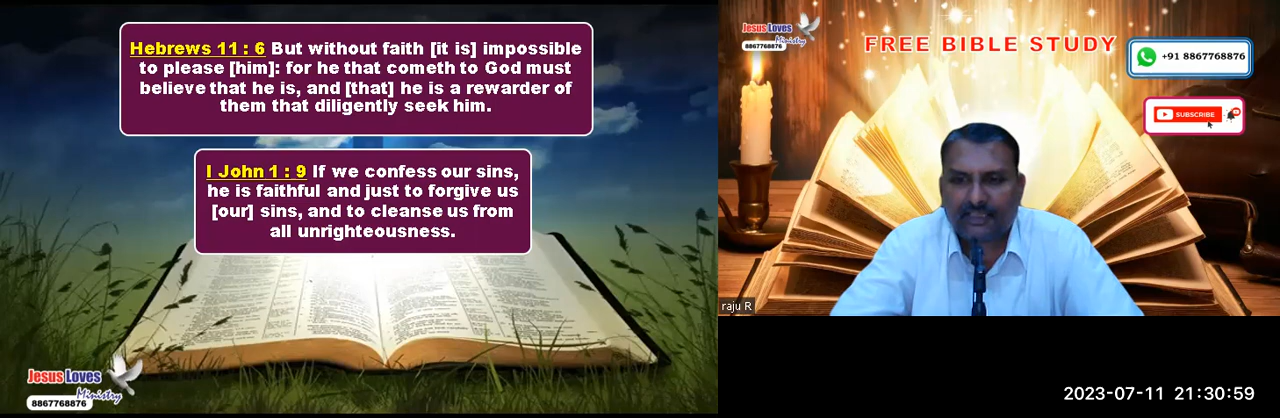 Hebrews 11 : 6 But without faith [it is] impossible
to please [him]: for he that cometh to God must
believe that he is, and [that] he is a rewarder of
them that diligently seek him.
I John 1 : 9 If we confess our sins,
he is faithful and just to forgive us
[our] sins, and to cleanse us from
all unrighteousness.
Jesus Loves
Ministry
8867768876
Jesus Loves
Ministry
8867768876
FREE BIBLE STUDY
+91 8867768876
SUBSCRIBE
raju R
2023-07-11 21:30:59